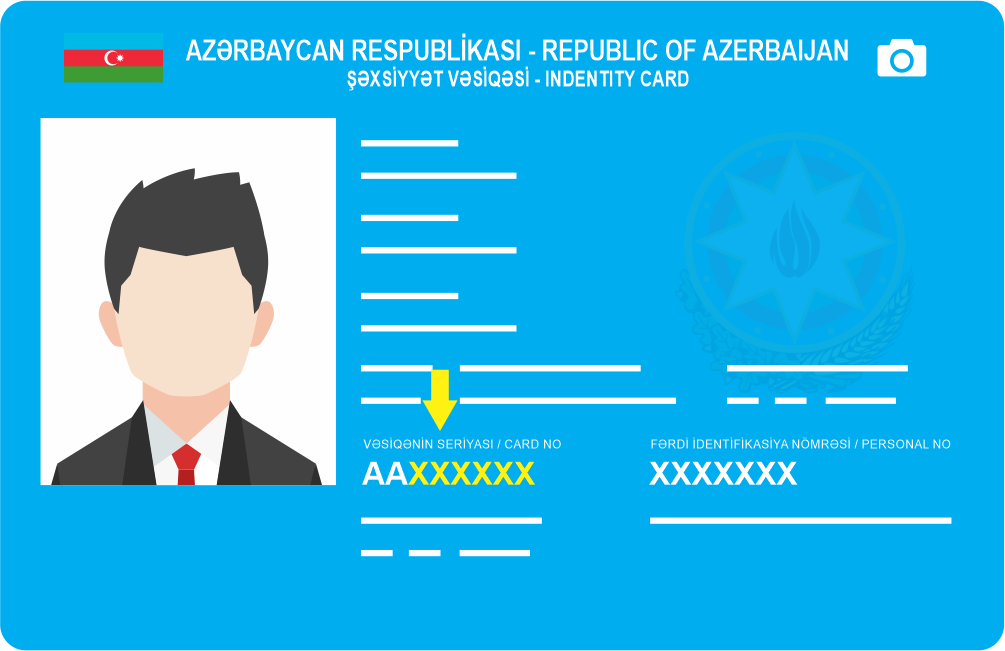 AZƏRBAYCAN RESPUBLİKASI - REPUBLIC OF AZERBAIJAN
ŞƏXSİYYƏT VƏSİQƏSİ - INDENTITY CARD
VƏSİQƏNİN SERİYASI / CARD NO
AAXXXXXX
FƏRDİ İDENTİFİKASİYA NÖMRƏSİ / PERSONAL NO
XXXXXXX